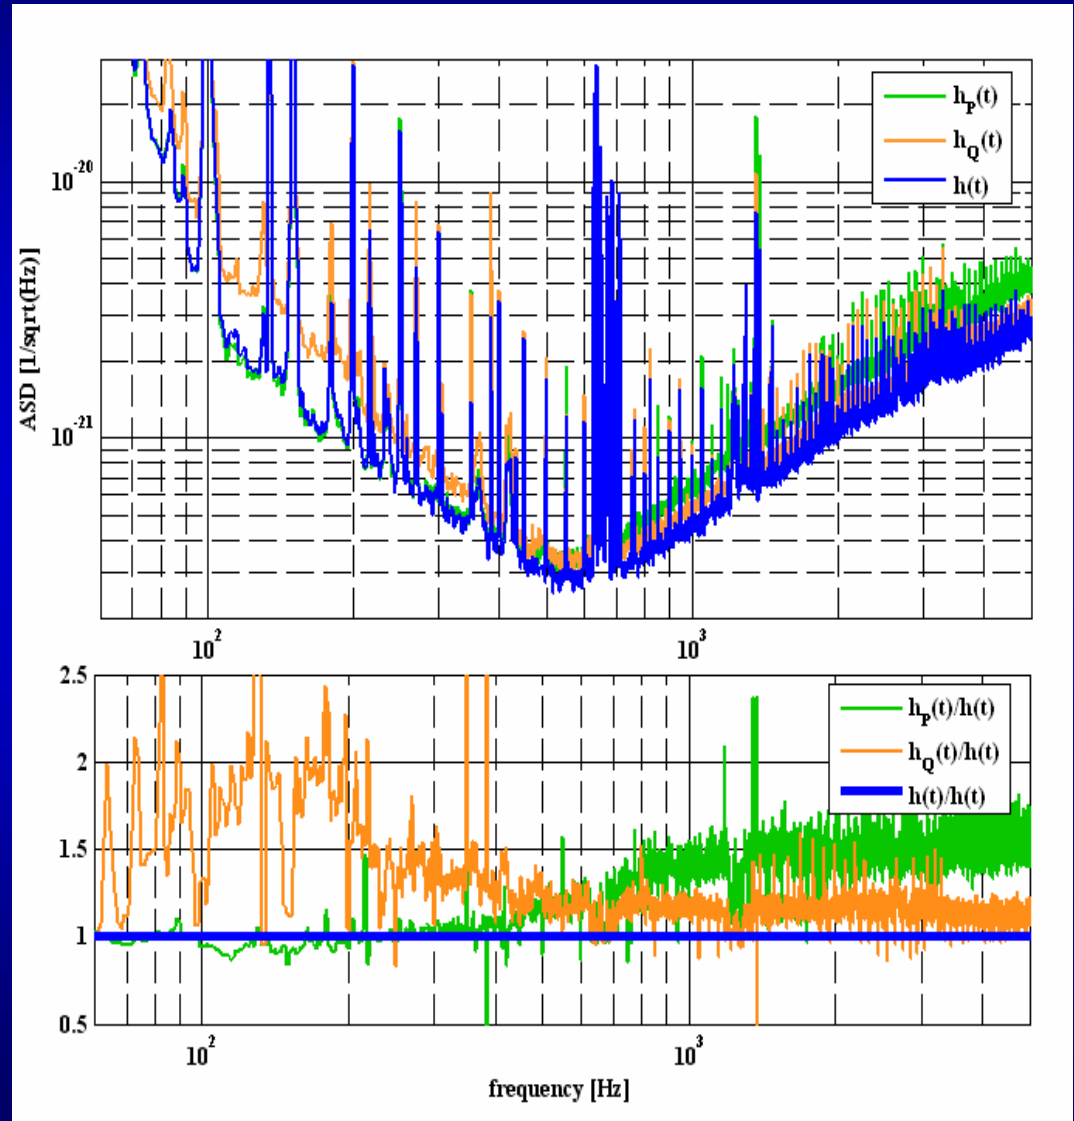 h_P(t)
h_Q(t)
h(t)
10^-20
10^-21
ASD [1/sqrt(Hz)]
10^2 10^3
2.5
2
1.5
1
0.5
h_P(t)/h(t)
h_Q(t)/h(t)
h(t)/h(t)
10^2 10^3
frequency [Hz]